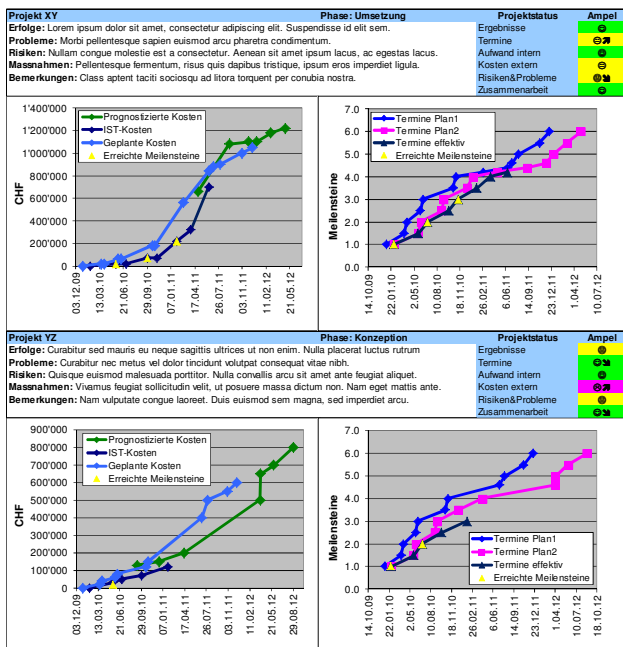 Projekt XY Phase: Umsetzung Projektstatus Ampel
Erfolge: Lorem ipsum dolor sit amet, consectetur adipiscing elit. Suspendisse id elit sem. Ergebnisse
Probleme: Morbi pellentesque sapien euismod arcu pharetra condimentum. Termine
Risiken: Nullam congue molestie est a consectetur. Aenean sit amet ipsum lacus, ac egestas lacus. Aufwand intern
Massnahmen: Pellentesque fermentum, risus quis dapibus tristique, ipsum eros imperdiet ligula. Kosten extern
Bemerkungen: Class aptent taciti sociosqu ad litora torquent per conubia nostra. Risiken&Probleme
Zusammenarbeit
CHF
1'400'000
1'200'000
1'000'000
800'000
600'000
400'000
200'000
0
Prognostizierte Kosten
IST-Kosten
Geplante Kosten
Erreichte Meilensteine
03.12.09 13.03.10 21.06.10 29.09.10 07.01.11 17.04.11 26.07.11 03.11.11 11.02.12 21.05.12
Meilensteine
7.0
6.0
5.0
4.0
3.0
2.0
1.0
Termine Plan1
Termine Plan2
Termine effektiv
Erreichte Meilensteine
14.10.09 22.01.10 2.05.10 10.08.10 18.11.10 26.02.11 6.06.11 14.09.11 23.12.11 1.04.12 10.07.12
Projekt YZ Phase: Konzeption Projektstatus Ampel
Erfolge: Curabitur sed mauris eu neque sagittis ultrices ut non enim. Nulla placerat luctus rutrum Ergebnisse
Probleme: Curabitur nec metus vel dolor tincidunt volutpat consequat vitae nibh. Termine
Risiken: Quisque euismod malesuada porttitor. Nulla convallis arcu sit amet ante feugiat aliquet. Aufwand intern
Massnahmen: Vivamus feugiat sollicitudin velit, ut posuere massa dictum non. Nam eget mattis ante. Kosten extern
Bemerkungen: Nam vulputate congue laoreet. Duis euismod sem magna, sed imperdiet arcu. Risiken&Probleme
Zusammenarbeit
CHF
900'000
800'000
700'000
600'000
500'000
400'000
300'000
200'000
100'000
0
Prognostizierte Kosten
IST-Kosten
Geplante Kosten
Erreichte Meilensteine
03.12.09 13.03.10 21.06.10 29.09.10 07.01.11 17.04.11 26.07.11 03.11.11 11.02.12 21.05.12 29.08.12
Meilensteine
7.0
6.0
5.0
4.0
3.0
2.0
1.0
Termine Plan1
Termine Plan2
Termine effektiv
Erreichte Meilensteine
14.10.09 22.01.10 2.05.10 10.08.10 18.11.10 26.02.11 6.06.11 14.09.11 23.12.11 1.04.12 10.07.12 18.10.12